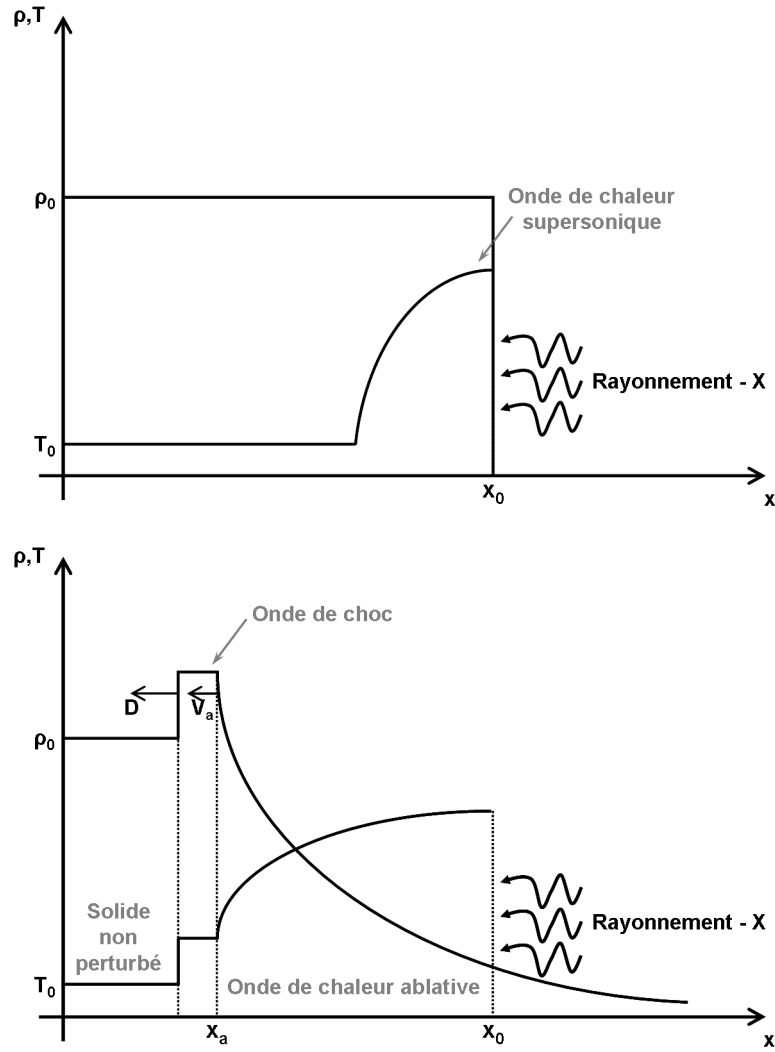 ρ,T
ρ₀
Onde de chaleur
supersonique
Rayonnement - X
T₀
x₀
x
ρ,T
Onde de choc
D
Vₐ
ρ₀
Solide
non
perturbé
Rayonnement - X
T₀
Onde de chaleur ablative
xₐ
x₀
x